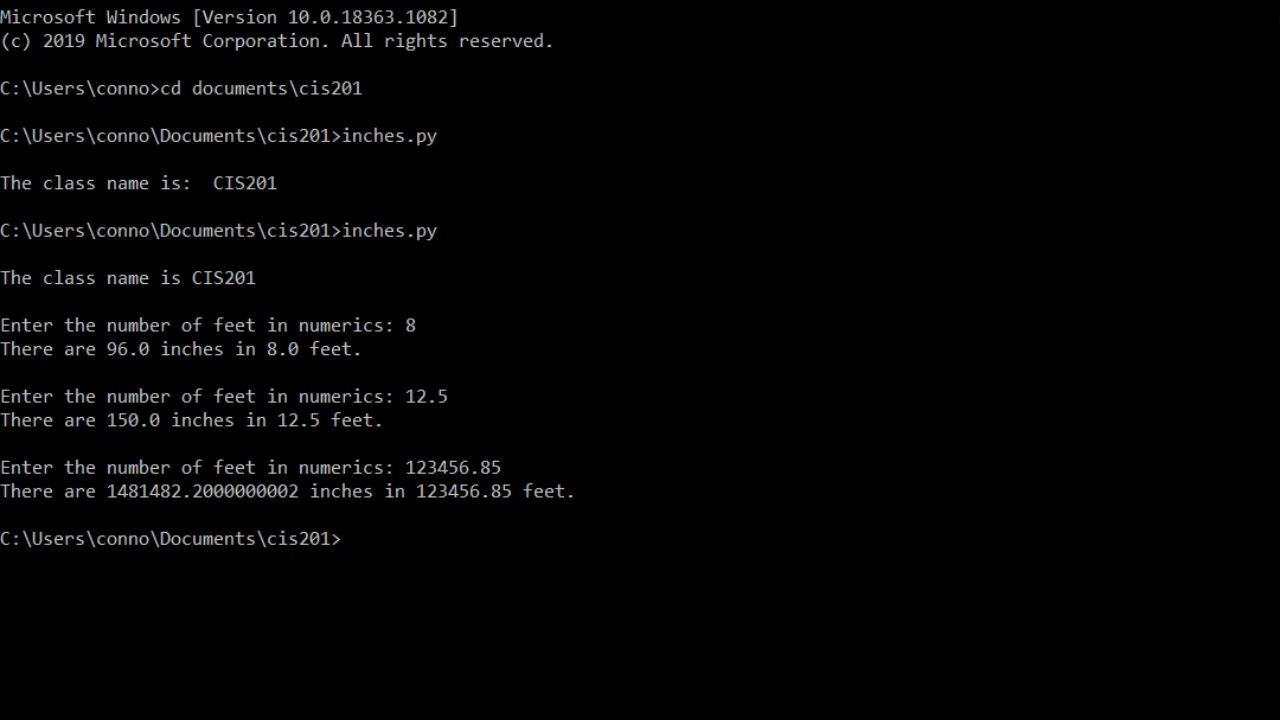 Microsoft Windows [Version 10.0.18363.1082]
(c) 2019 Microsoft Corporation. All rights reserved.
C:\Users\conno>cd documents\cis201
C:\Users\conno\Documents\cis201>inches.py
The class name is:  CIS201
C:\Users\conno\Documents\cis201>inches.py
The class name is CIS201
Enter the number of feet in numerics: 8
There are 96.0 inches in 8.0 feet.
Enter the number of feet in numerics: 12.5
There are 150.0 inches in 12.5 feet.
Enter the number of feet in numerics: 123456.85
There are 1481482.2000000002 inches in 123456.85 feet.
C:\Users\conno\Documents\cis201>